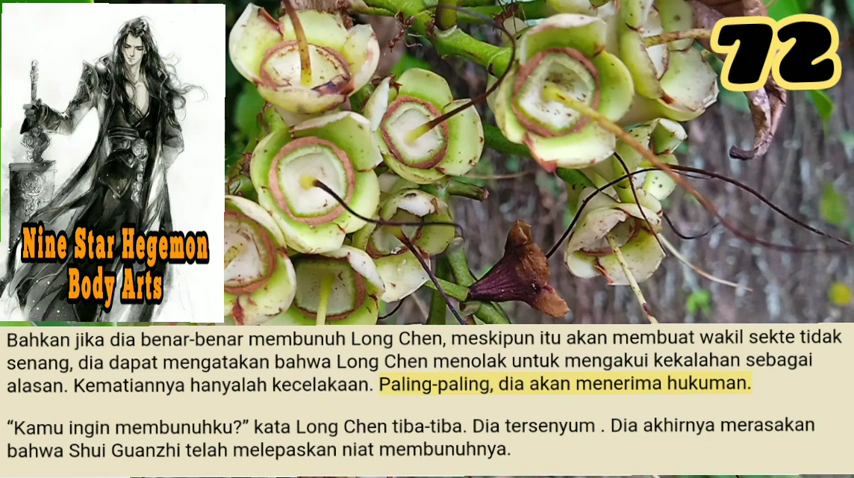 72
Nine Star Hegemon
Body Arts
Bahkan jika dia benar-benar membunuh Long Chen, meskipun itu akan membuat wakil sekte tidak
senang, dia dapat mengatakan bahwa Long Chen menolak untuk mengakui kekalahan sebagai
alasan. Kematiannya hanyalah kecelakaan. Paling-paling, dia akan menerima hukuman.
“Kamu ingin membunuhku?” kata Long Chen tiba-tiba. Dia tersenyum . Dia akhirnya merasakan
bahwa Shui Guanzhi telah melepaskan niat membunuhnya.